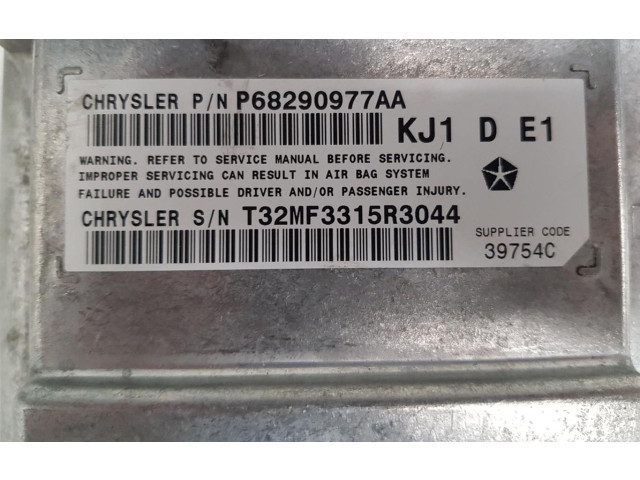 CHRYSLER P/N P68290977AA
KJ1 D E1
WARNING. REFER TO SERVICE MANUAL BEFORE SERVICING.
IMPROPER SERVICING CAN RESULT IN AIR BAG SYSTEM
FAILURE AND POSSIBLE DRIVER AND/OR PASSENGER INJURY.
CHRYSLER S/N T32MF3315R3044
SUPPLIER CODE
39754C